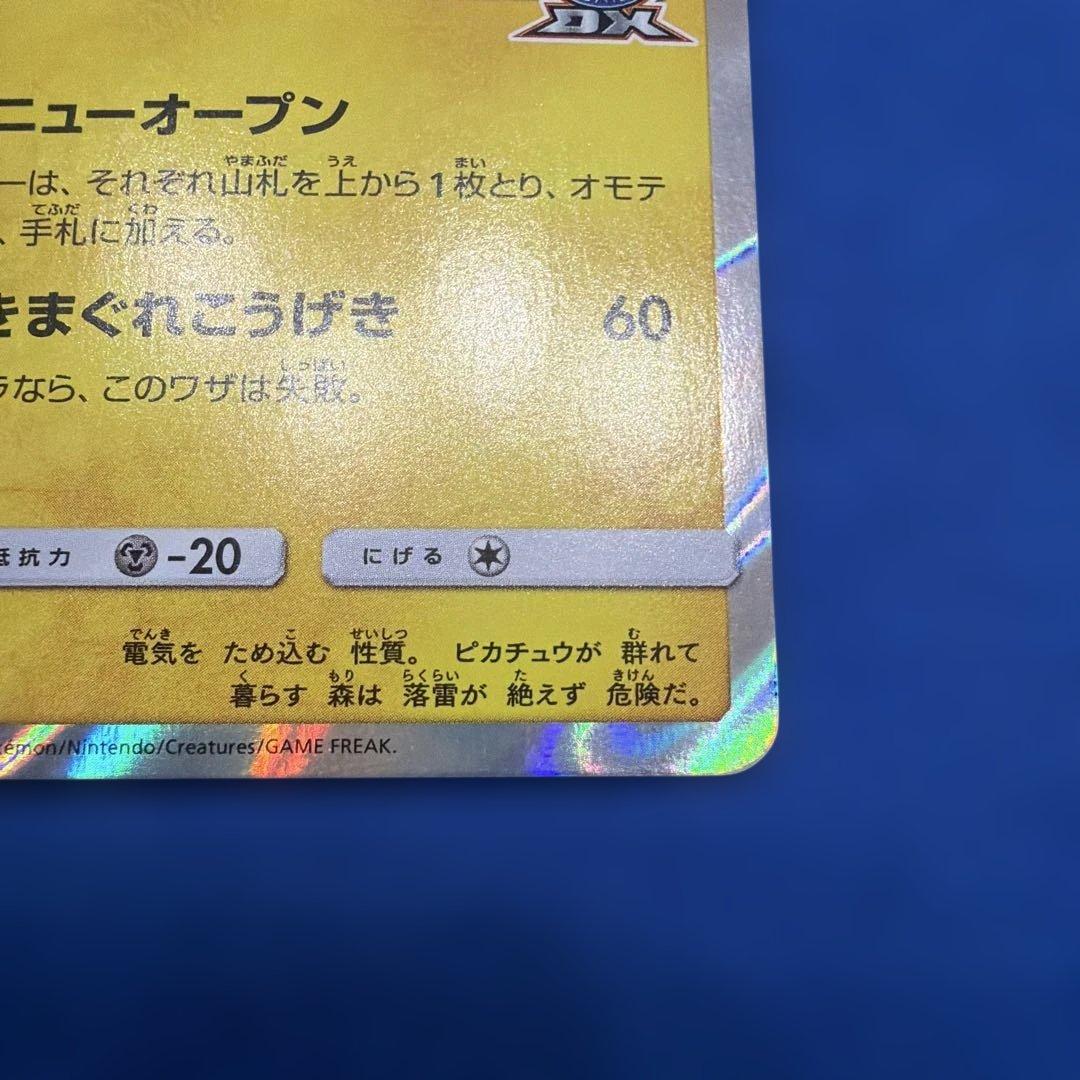 DX
ニューオープン
ーは、それぞれ山札を上から1枚とり、オモテ
、手札に加える。
きまぐれこうげき 60
ラなら、このワザは失敗。
抵抗力 -20 にげる
電気を ため込む 性質。 ピカチュウが 群れて
暮らす 森は 落雷が 絶えず 危険だ。
kémon/Nintendo/Creatures/GAME FREAK.